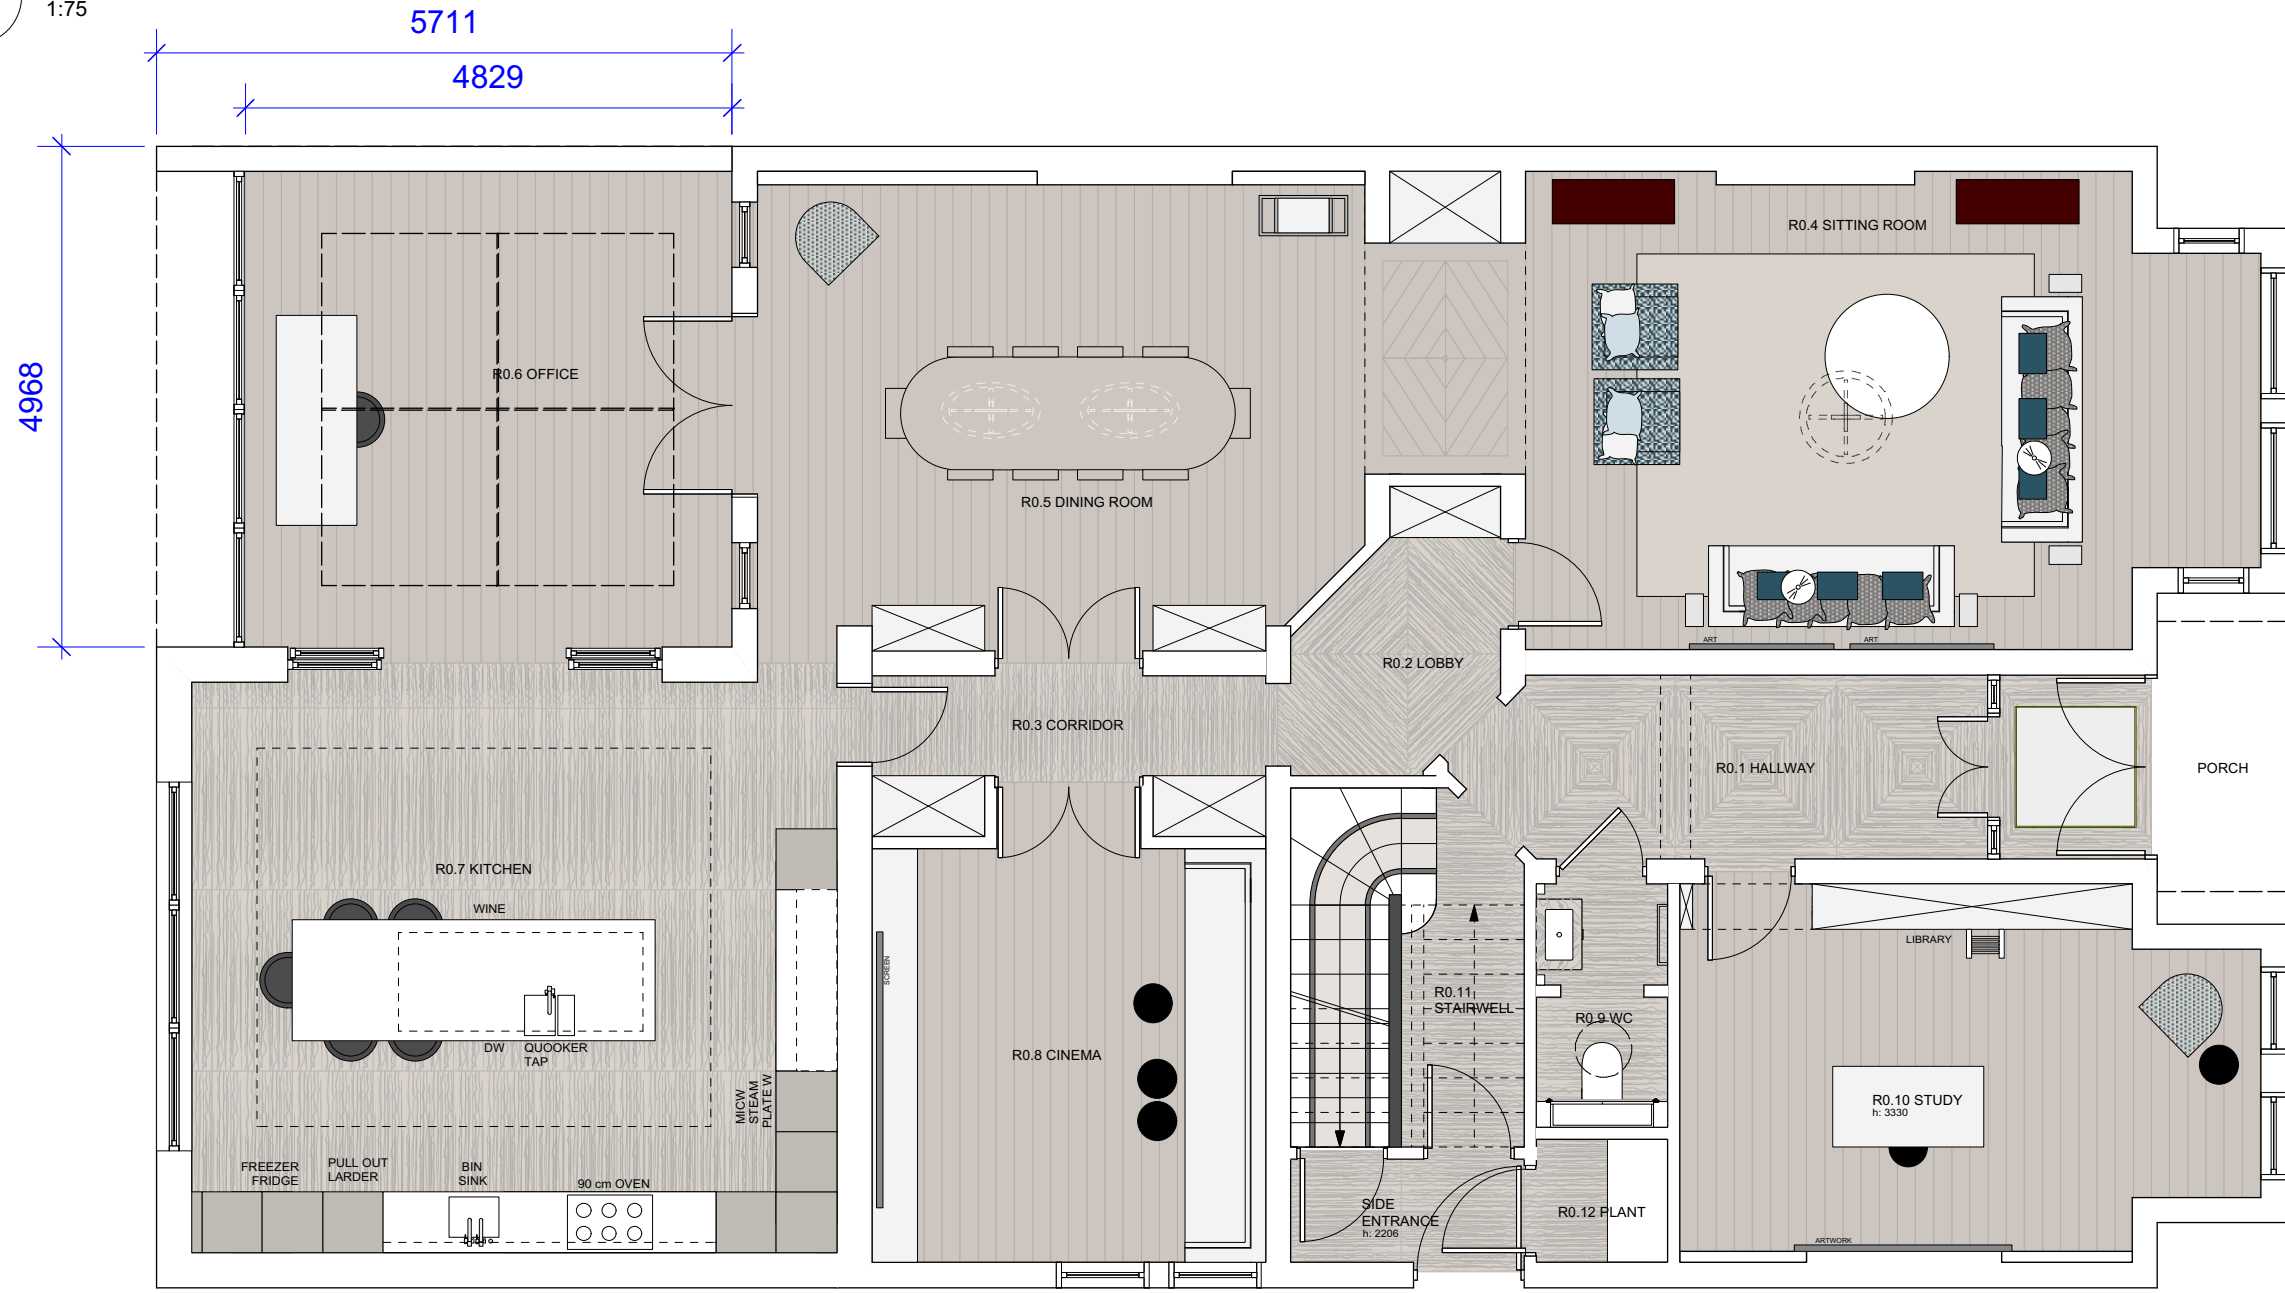 1:75
5711
4829
4968
R0.4 SITTING ROOM
R0.6 OFFICE
R0.5 DINING ROOM
ART
ART
R0.2 LOBBY
R0.3 CORRIDOR
R0.1 HALLWAY
PORCH
R0.7 KITCHEN
WINE
LIBRARY
SCREEN
R0.11
STAIRWELL
R0.9 WC
DW
QUOOKER
TAP
R0.8 CINEMA
MICW
STEAM
PLATE W
R0.10 STUDY
h: 3330
FREEZER
FRIDGE
PULL OUT
LARDER
BIN
SINK
90 cm OVEN
SIDE
ENTRANCE
h: 2206
R0.12 PLANT
ARTWORK